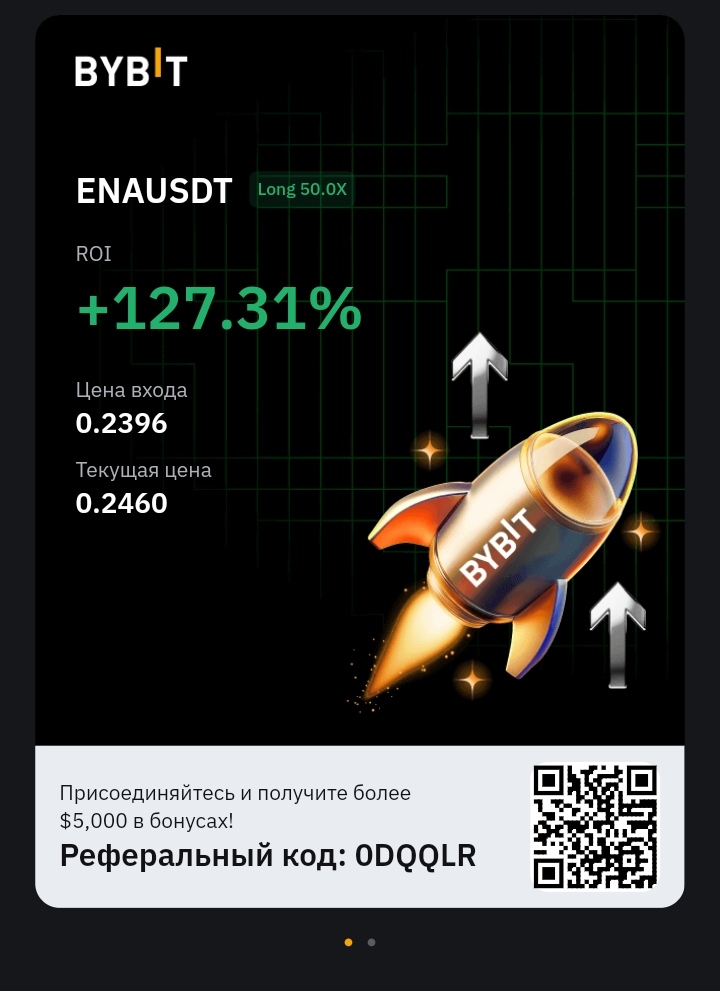 BYBIT
ENAUSDT Long 50.0X
ROI
+127.31%
Цена входа
0.2396
Текущая цена
0.2460
BYBIT
Присоединяйтесь и получите более
$5,000 в бонусах!
Реферальный код: 0DQQLR